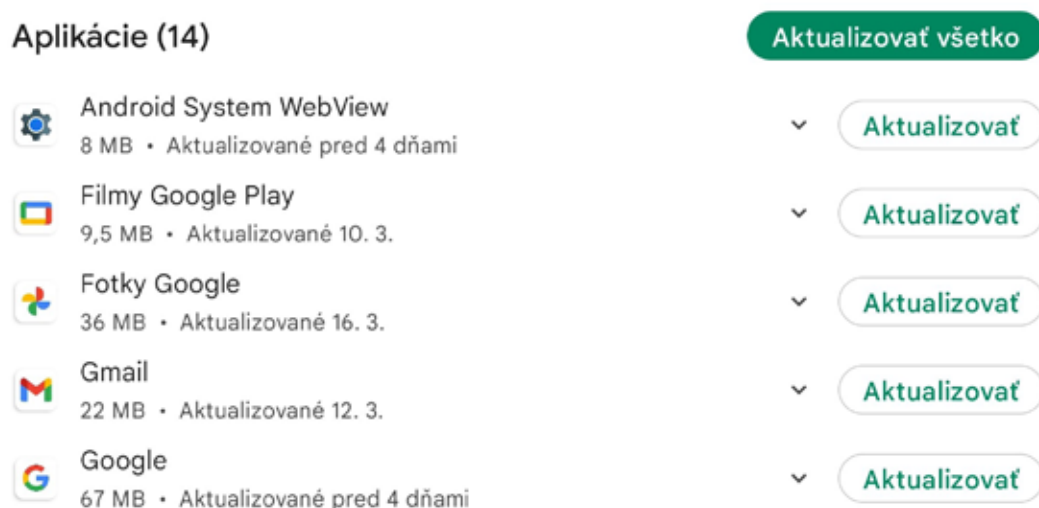 Aplikácie (14)
Aktualizovať všetko
Android System WebView
Aktualizovať
8 MB • Aktualizované pred 4 dňami
Filmy Google Play
Aktualizovať
9,5 MB • Aktualizované 10. 3.
Fotky Google
Aktualizovať
36 MB • Aktualizované 16. 3.
Gmail
Aktualizovať
22 MB • Aktualizované 12. 3.
Google
Aktualizovať
67 MB • Aktualizované pred 4 dňami